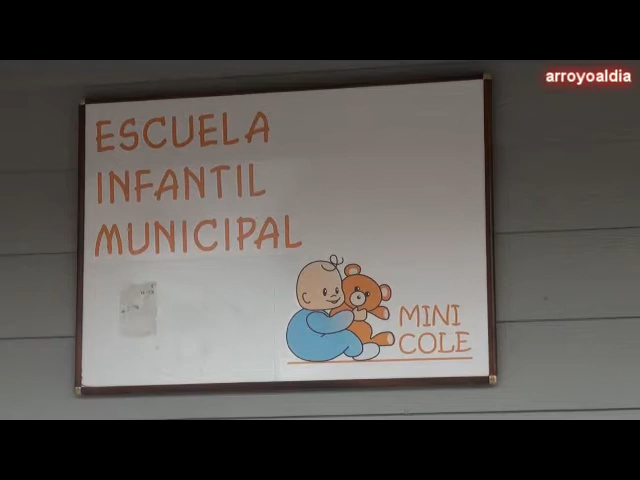 arroyoaldia
ESCUELA
INFANTIL
MUNICIPAL
MINI
COLE